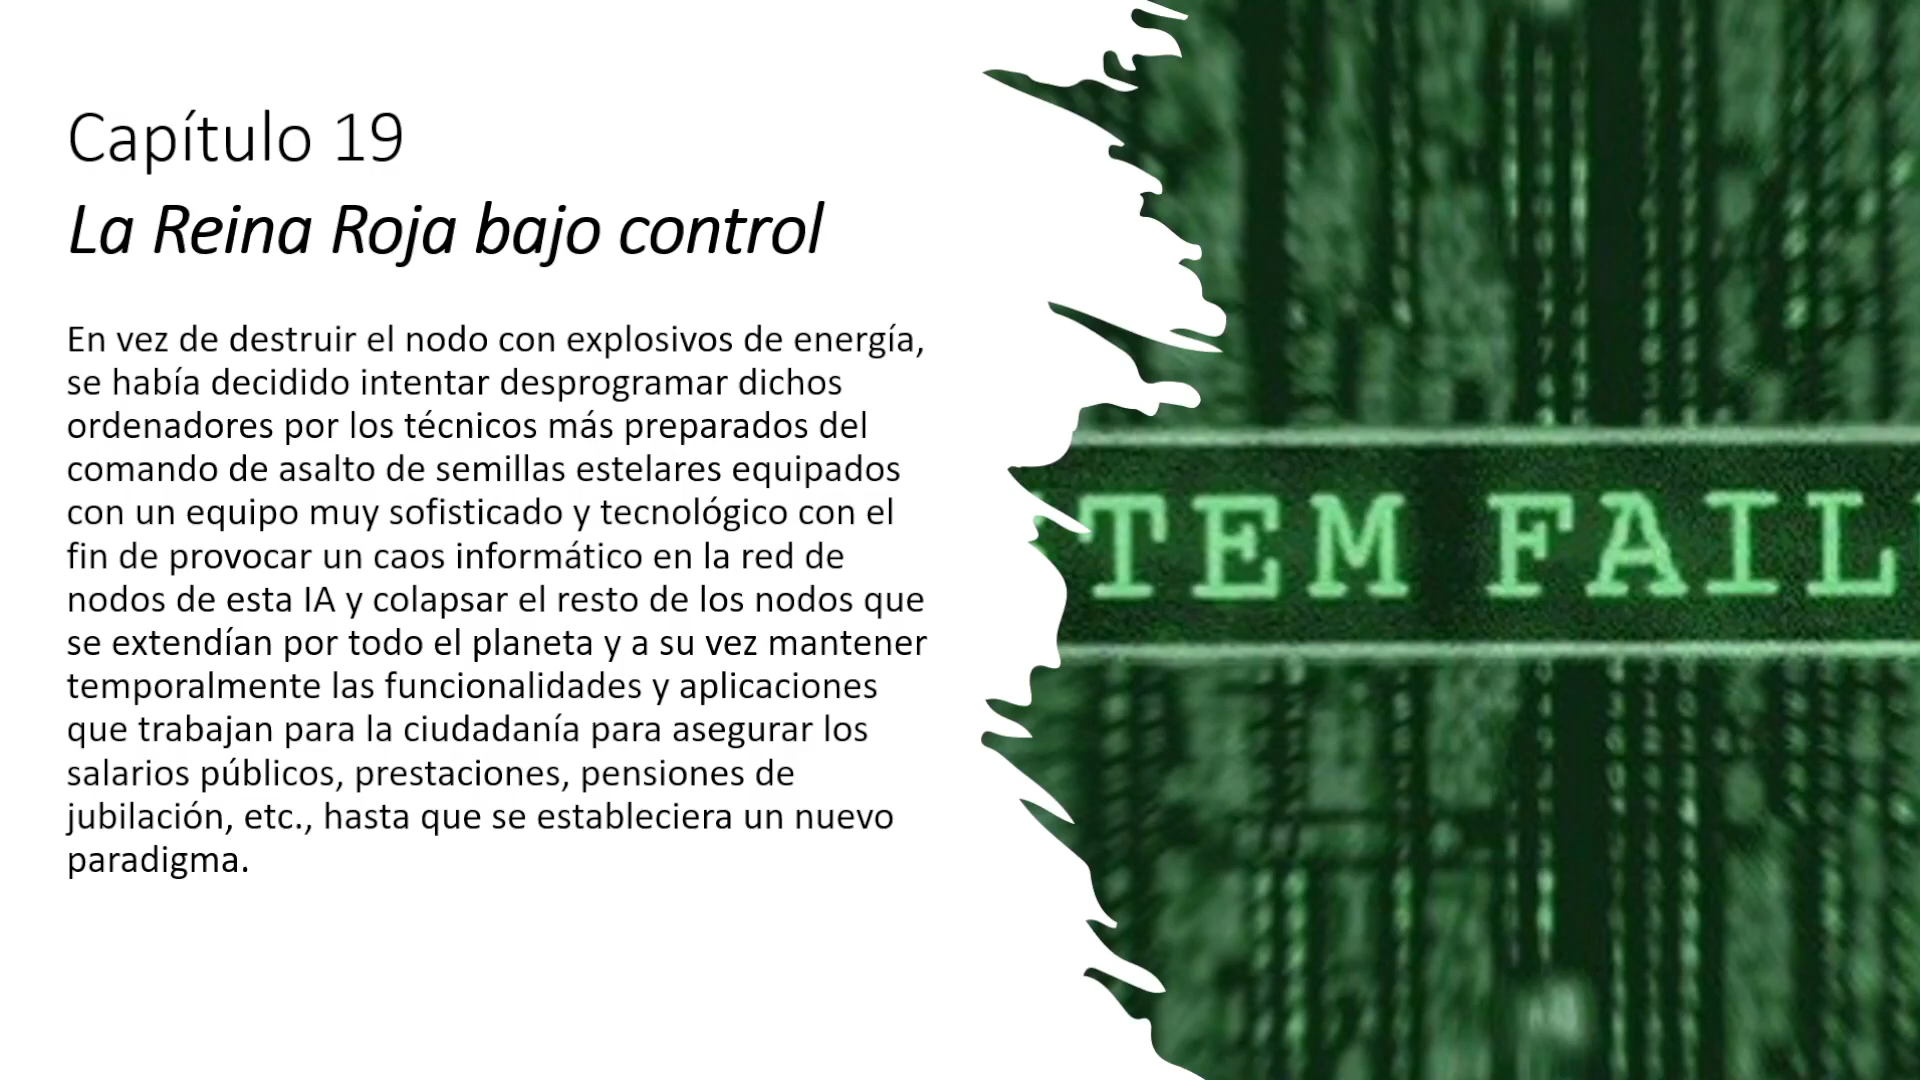 Capítulo 19
La Reina Roja bajo control
En vez de destruir el nodo con explosivos de energía,
se había decidido intentar desprogramar dichos
ordenadores por los técnicos más preparados del
comando de asalto de semillas estelares equipados
con un equipo muy sofisticado y tecnológico con el
fin de provocar un caos informático en la red de
nodos de esta IA y colapsar el resto de los nodos que
se extendían por todo el planeta y a su vez mantener
temporalmente las funcionalidades y aplicaciones
que trabajan para la ciudadanía para asegurar los
salarios públicos, prestaciones, pensiones de
jubilación, etc., hasta que se estableciera un nuevo
paradigma.
TEM FAIL